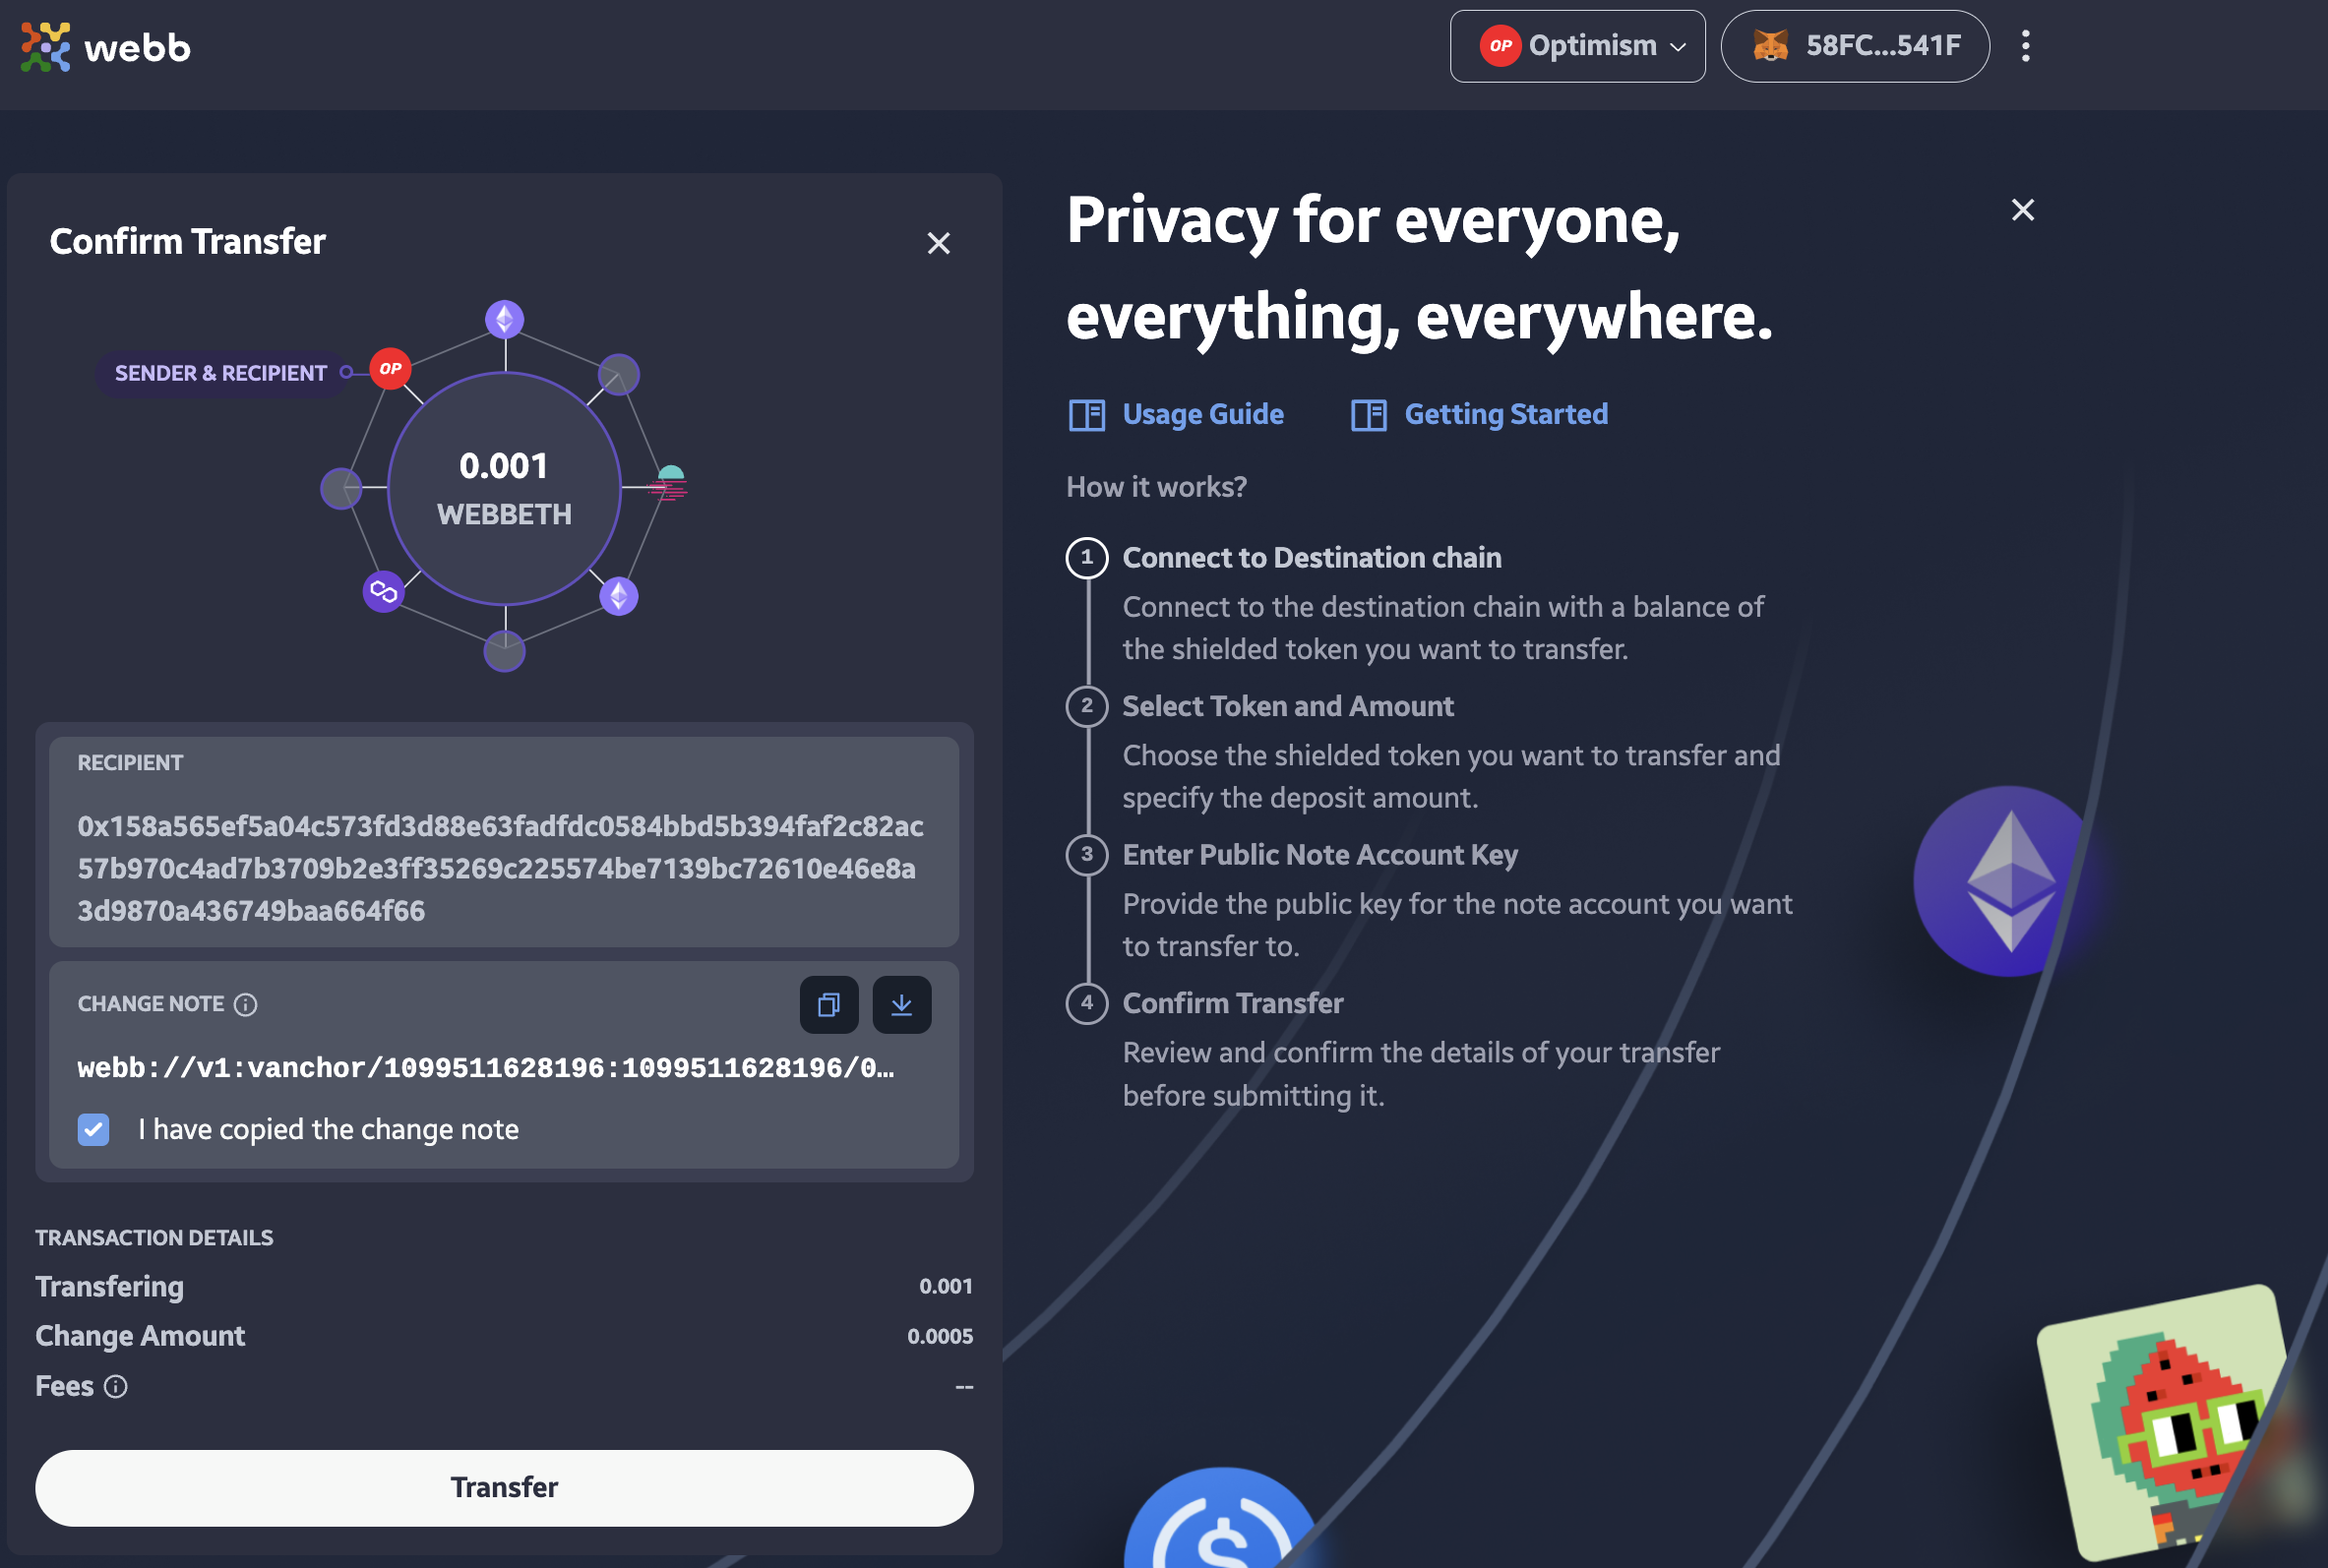 webb
OP Optimism
58FC...541F
Confirm Transfer
SENDER & RECIPIENT
OP
0.001
WEBBETH
RECIPIENT
0x158a565ef5a04c573fd3d88e63fadfdc0584bbd5b394faf2c82ac
57b970c4ad7b3709b2e3ff35269c225574be7139bc72610e46e8a
3d9870a436749baa664f66
CHANGE NOTE
webb://v1:vanchor/1099511628196:1099511628196/0…
I have copied the change note
TRANSACTION DETAILS
Transfering 0.001
Change Amount 0.0005
Fees --
Transfer
Privacy for everyone,
everything, everywhere.
Usage Guide
Getting Started
How it works?
1 Connect to Destination chain
Connect to the destination chain with a balance of
the shielded token you want to transfer.
2 Select Token and Amount
Choose the shielded token you want to transfer and
specify the deposit amount.
3 Enter Public Note Account Key
Provide the public key for the note account you want
to transfer to.
4 Confirm Transfer
Review and confirm the details of your transfer
before submitting it.